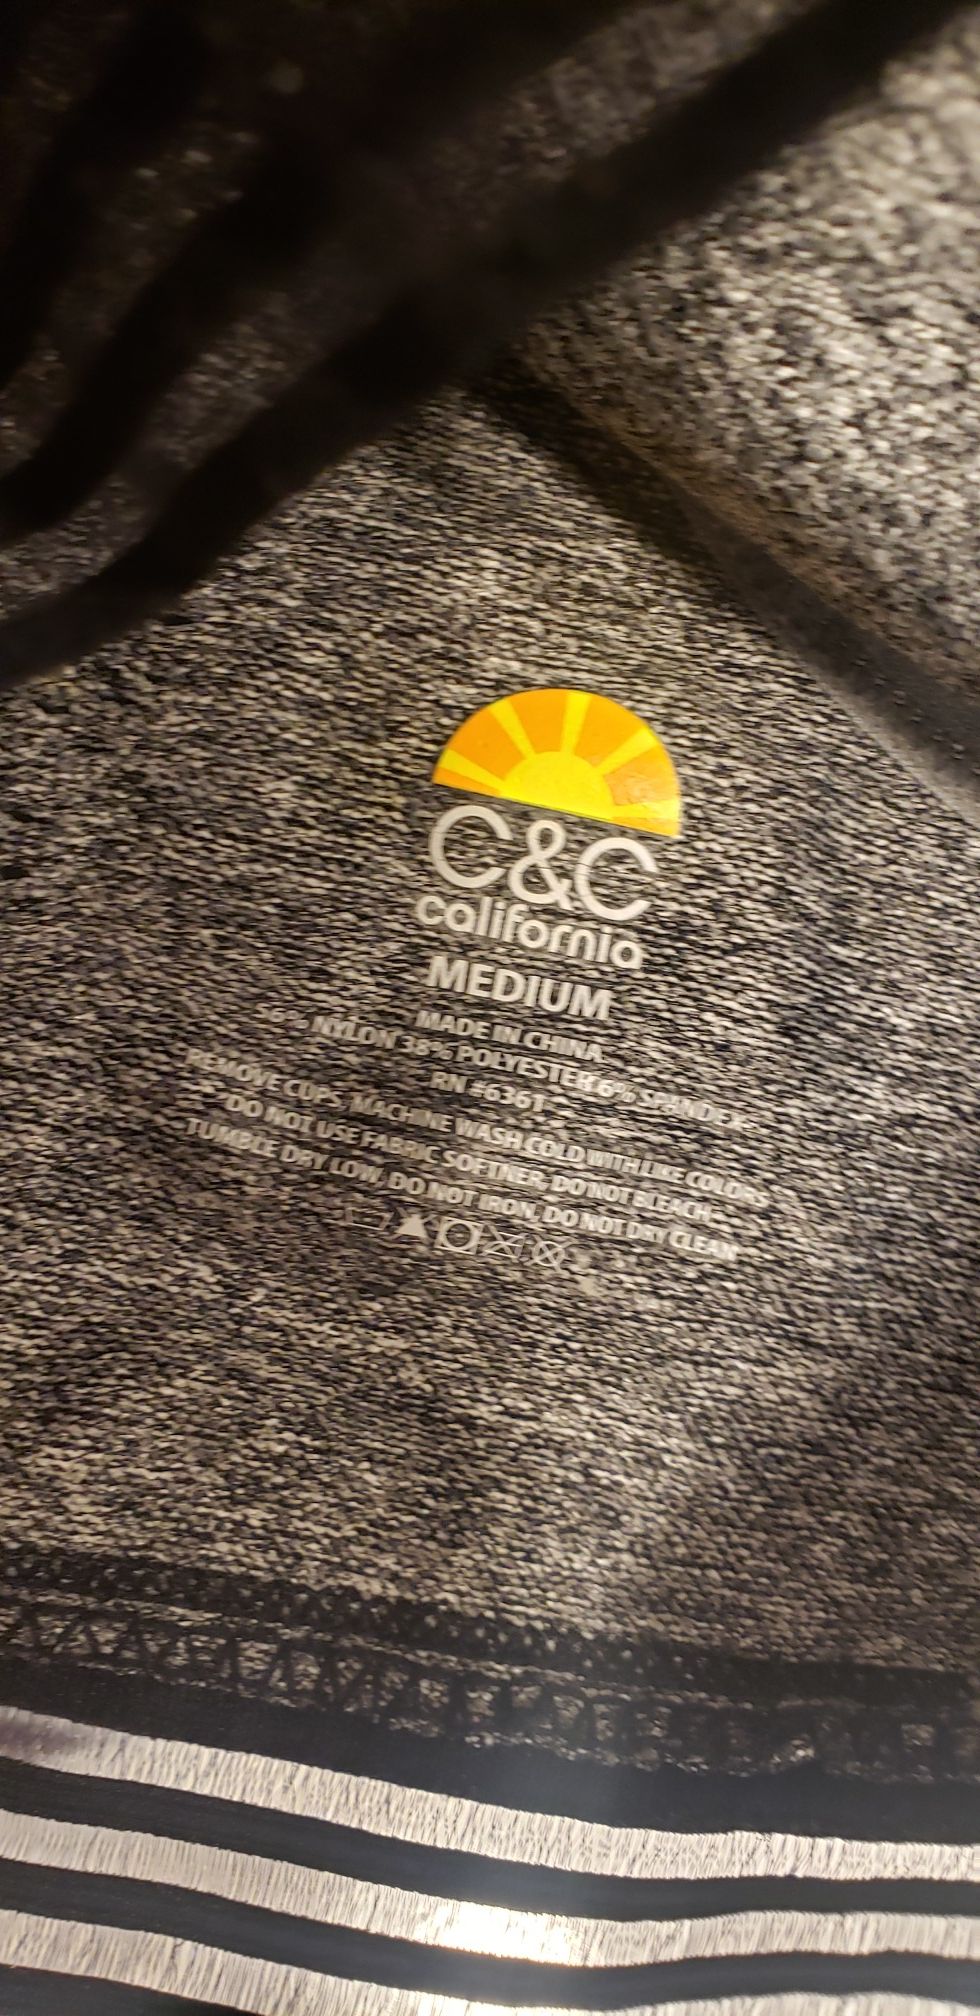 C&C
california
MEDIUM
MADE IN CHINA
56% NYLON 38% POLYESTER 6% SPANDEX
RN #6361
REMOVE CUPS, MACHINE WASH COLD WITH LIKE COLORS
DO NOT USE FABRIC SOFTNER, DO NOT BLEACH
TUMBLE DRY LOW, DO NOT IRON, DO NOT DRY CLEAN